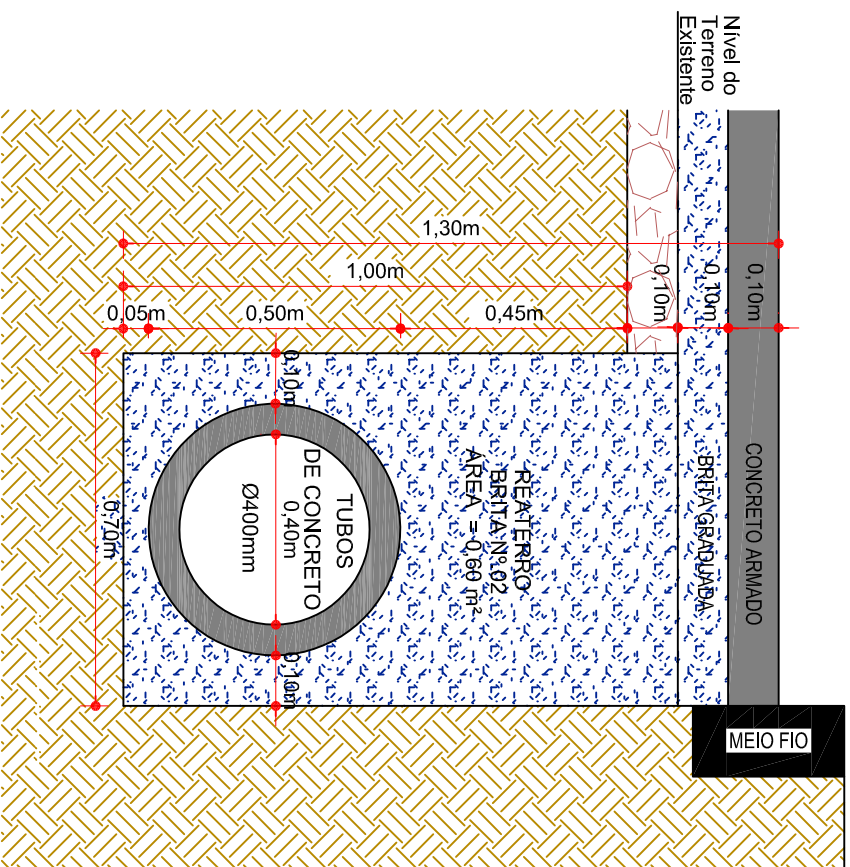 Nível do
Terreno
Existente
1,30m
1,00m
0,05m
0,50m
0,45m
0,10m
0,10m
0,10m
CONCRETO ARMADO
BRITA GRADUADA
REATERRO
BRITA Nº 02
ÁREA = 0,60 m²
0,10m
TUBOS
DE CONCRETO
0,40m
Ø400mm
0,10m
0,70m
MEIO FIO